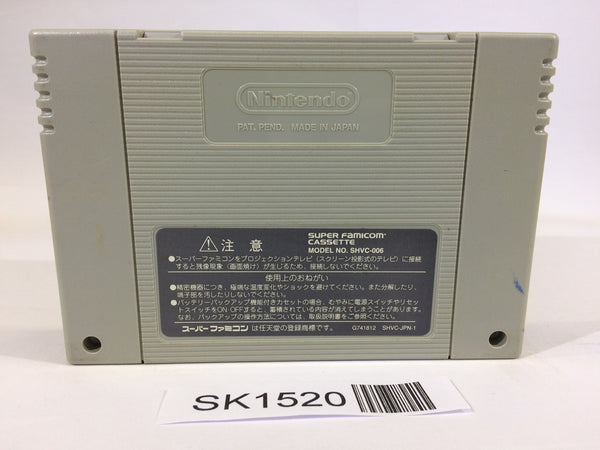 Nintendo
PAT. PEND. MADE IN JAPAN
注意
SUPER FAMICOM™
CASSETTE
MODEL NO. SHVC-006
●スーパーファミコンをプロジェクションテレビ（スクリーン投影式のテレビ）に接続
すると残像現象（画面焼け）が生じるため、接続しないでください。
使用上のおねがい
●精密機器につき、極端な温度変化やショックを避けてください。また分解したり、
端子部を汚したりしないでください。
●バッテリーバックアップ機能付きカセットの場合、むやみに電源スイッチやリセッ
トスイッチをON OFFすると、蓄積されている内容が消えてしまうことがあります。
なお、バックアップの操作方法については、取扱説明書をご参照ください。
スーパーファミコンは任天堂の登録商標です。
G741812 SHVC-JPN-1
SK1520